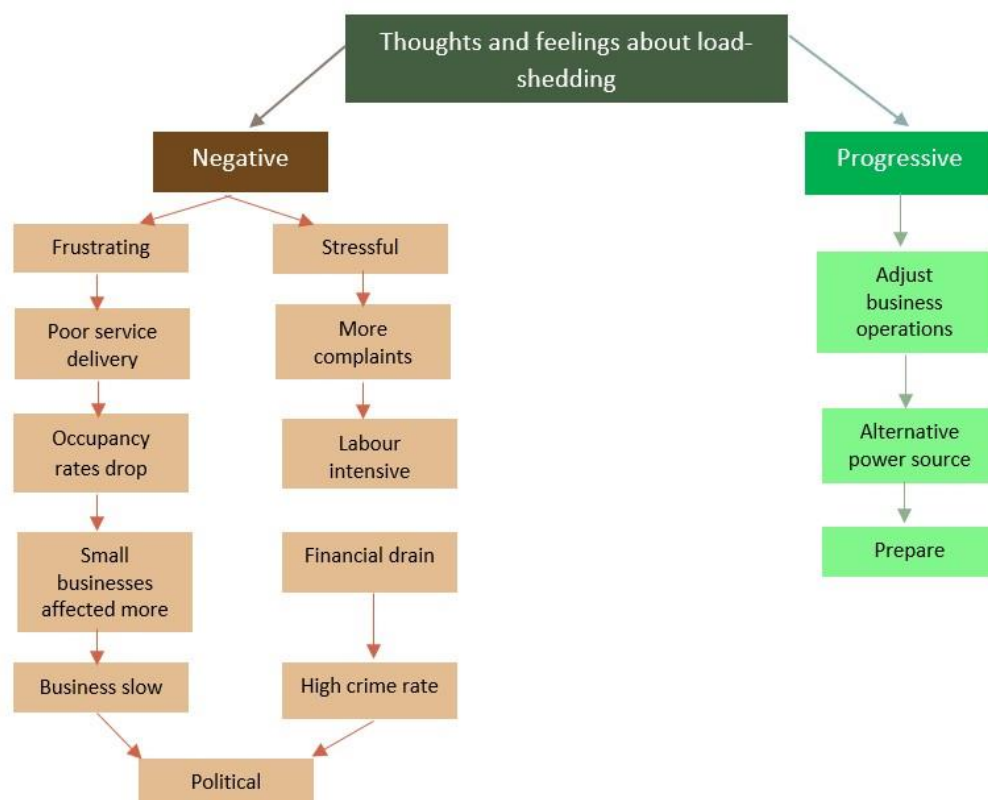 Thoughts and feelings about load-
shedding
Negative
Progressive
Frustrating
Stressful
Adjust
business
operations
Poor service
delivery
More
complaints
Occupancy
rates drop
Labour
intensive
Alternative
power source
Small
businesses
affected more
Financial drain
Prepare
Business slow
High crime rate
Political